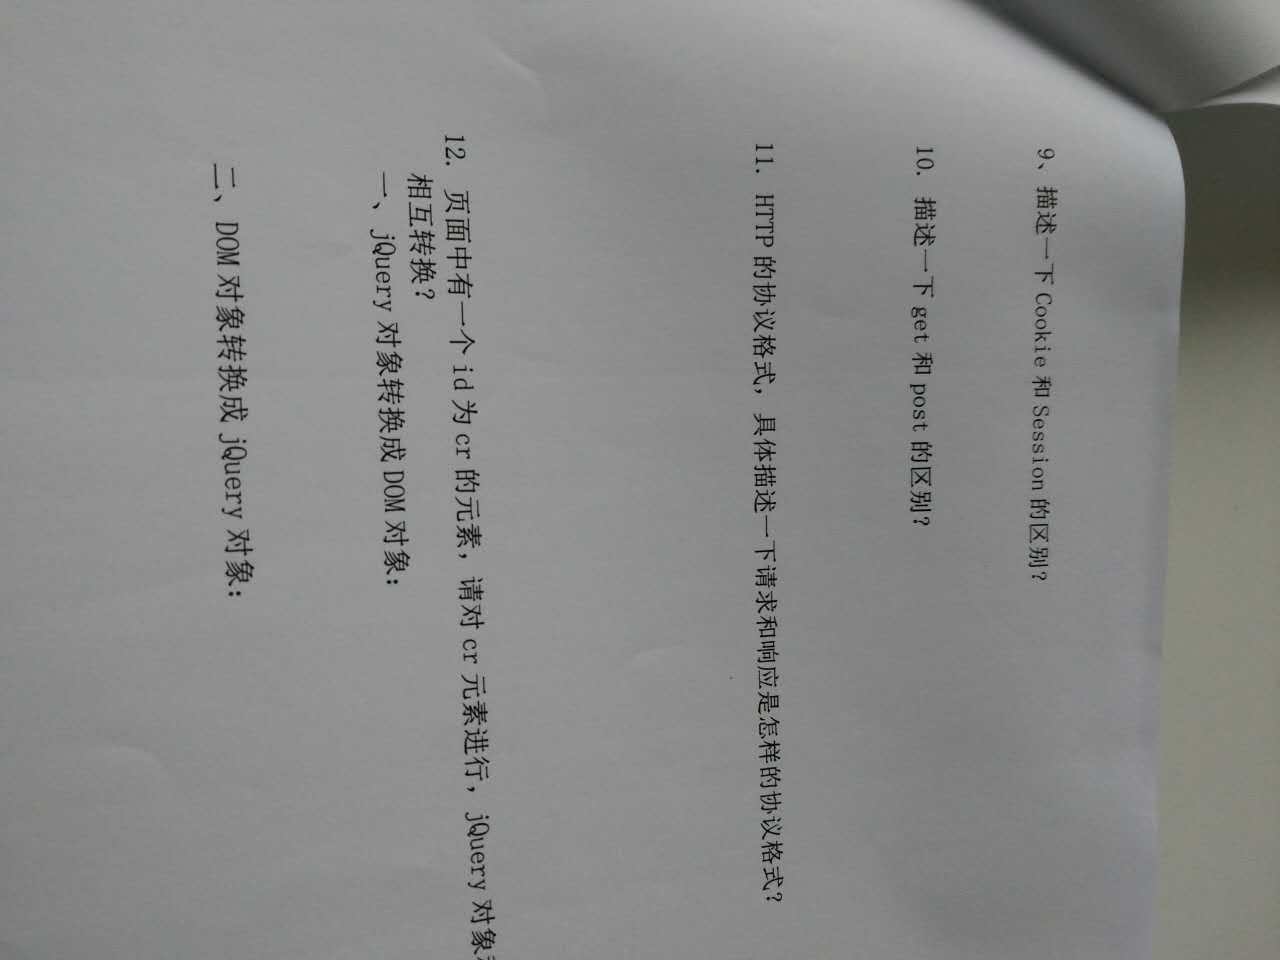 9、描述一下 Cookie 和 Session 的区别?
10. 描述一下 get 和 post 的区别?
11. HTTP 的协议格式，具体描述一下请求和响应是怎样的协议格式?
12. 页面中有一个 id 为 cr 的元素，请对 cr 元素进行，jQuery 对象
相互转换?
一、jQuery 对象转换成 DOM 对象:
二、DOM 对象转换成 jQuery 对象: